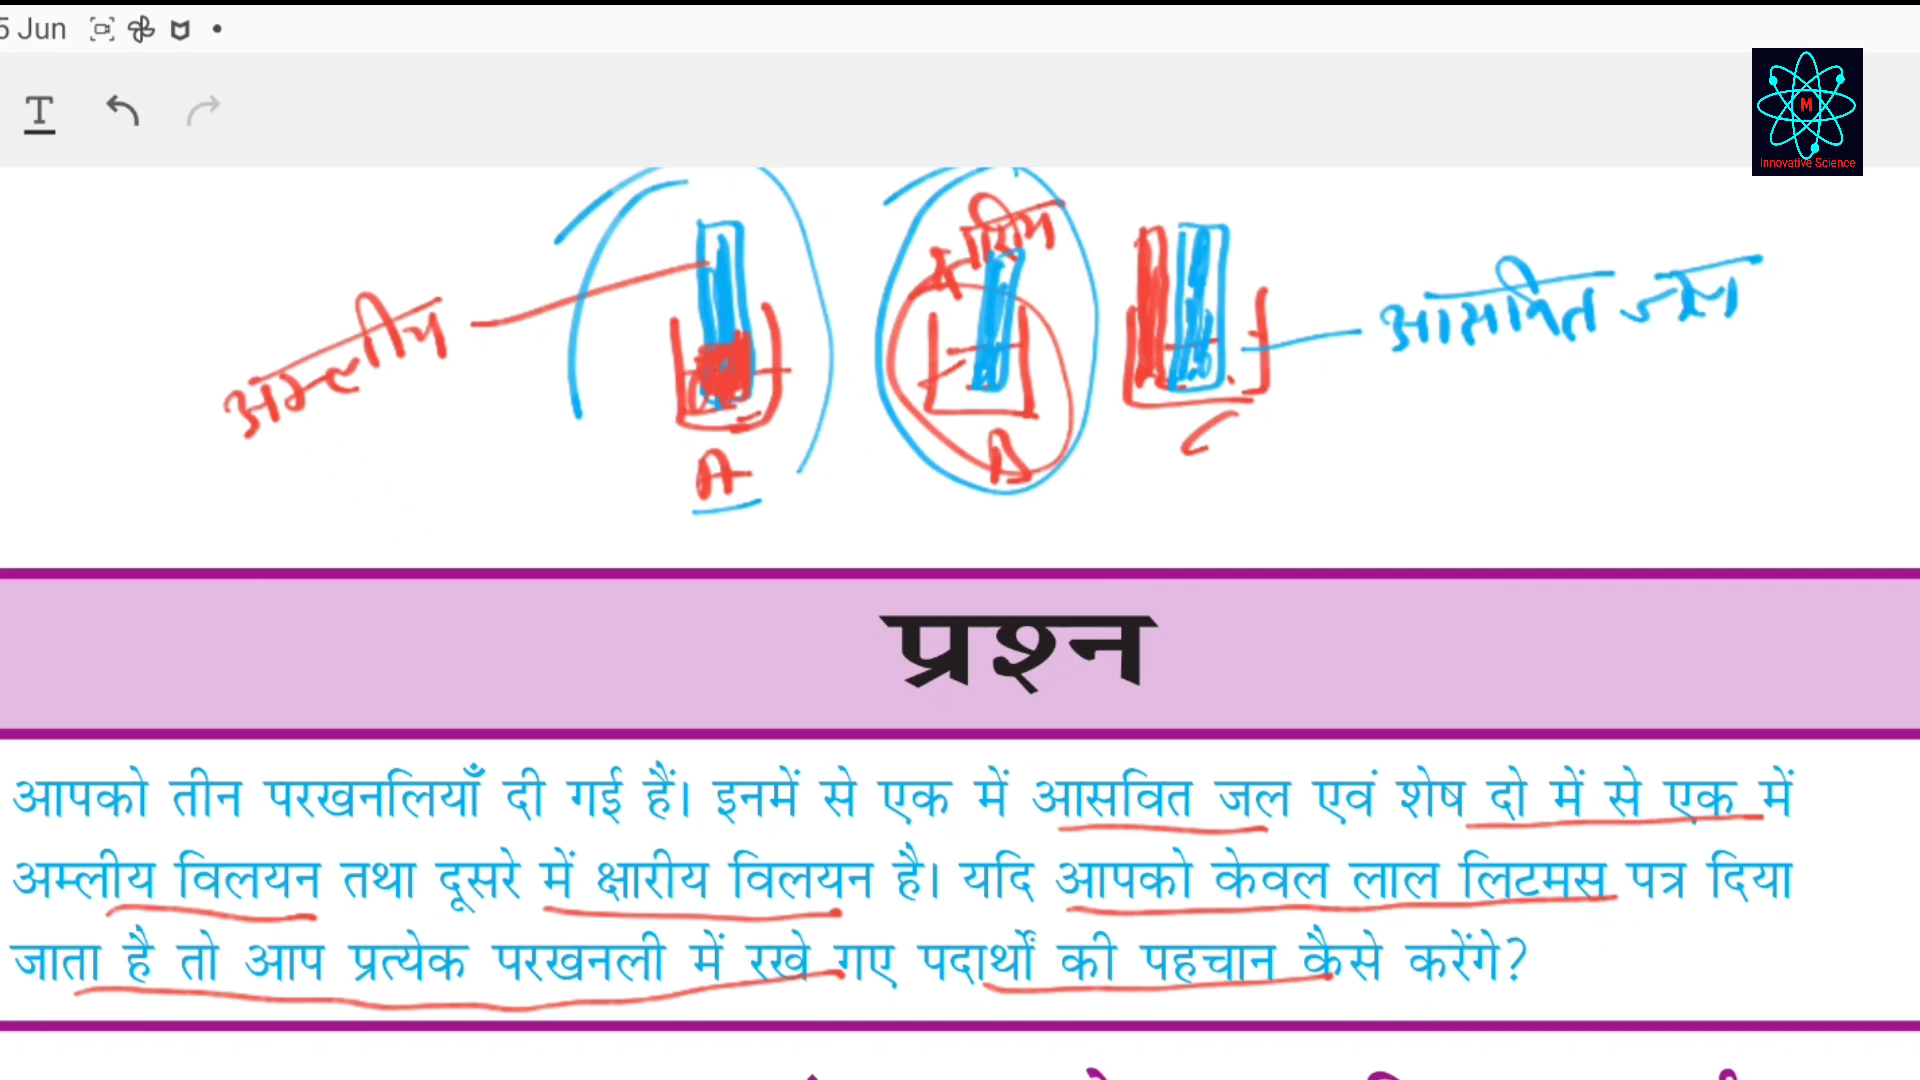 5 Jun
T
M
Innovative Science
क्षारीय
अम्लीय
आसवित जल
A
B
C
प्रश्न
आपको तीन परखनलियाँ दी गई हैं। इनमें से एक में आसवित जल एवं शेष दो में से एक में
अम्लीय विलयन तथा दूसरे में क्षारीय विलयन है। यदि आपको केवल लाल लिटमस पत्र दिया
जाता है तो आप प्रत्येक परखनली में रखे गए पदार्थों की पहचान कैसे करेंगे?